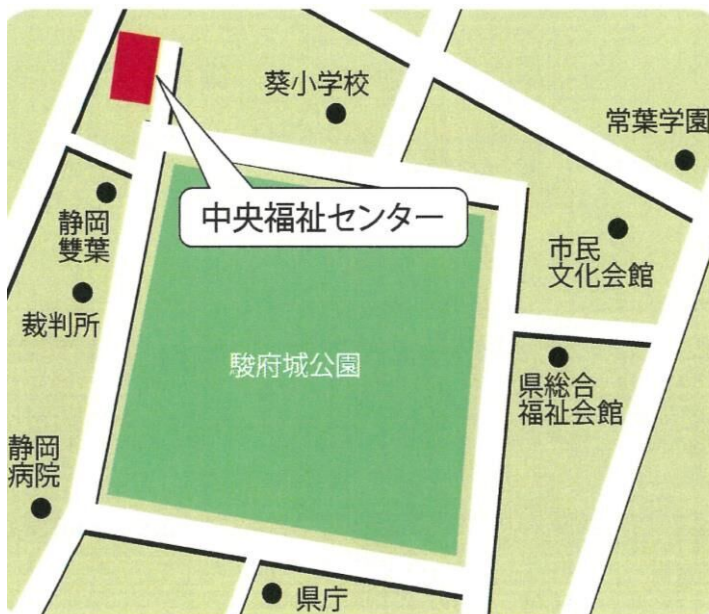 葵小学校
常葉学園
中央福祉センター
静岡
雙葉
市民
文化会館
裁判所
駿府城公園
県総合
福祉会館
静岡
病院
県庁